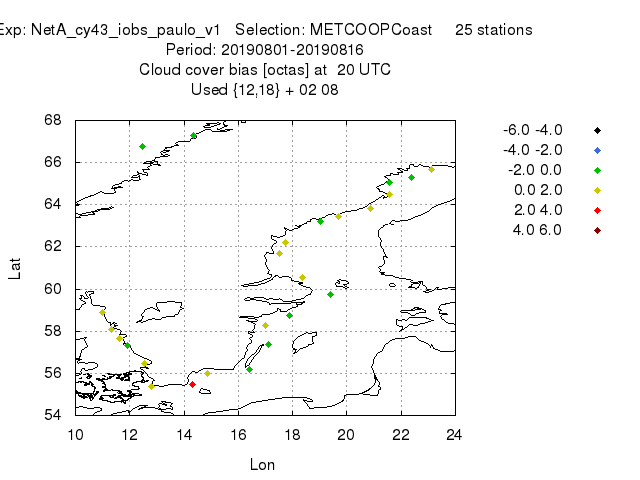 Exp: NetA_cy43_iobs_paulo_v1 Selection: METCOOPCoast 25 stations
Period: 20190801-20190816
Cloud cover bias [octas] at 20 UTC
Used {12,18} + 02 08
-6.0 -4.0
-4.0 -2.0
-2.0 0.0
0.0 2.0
2.0 4.0
4.0 6.0
68
66
64
62
60
58
56
54
Lat
10 12 14 16 18 20 22 24
Lon